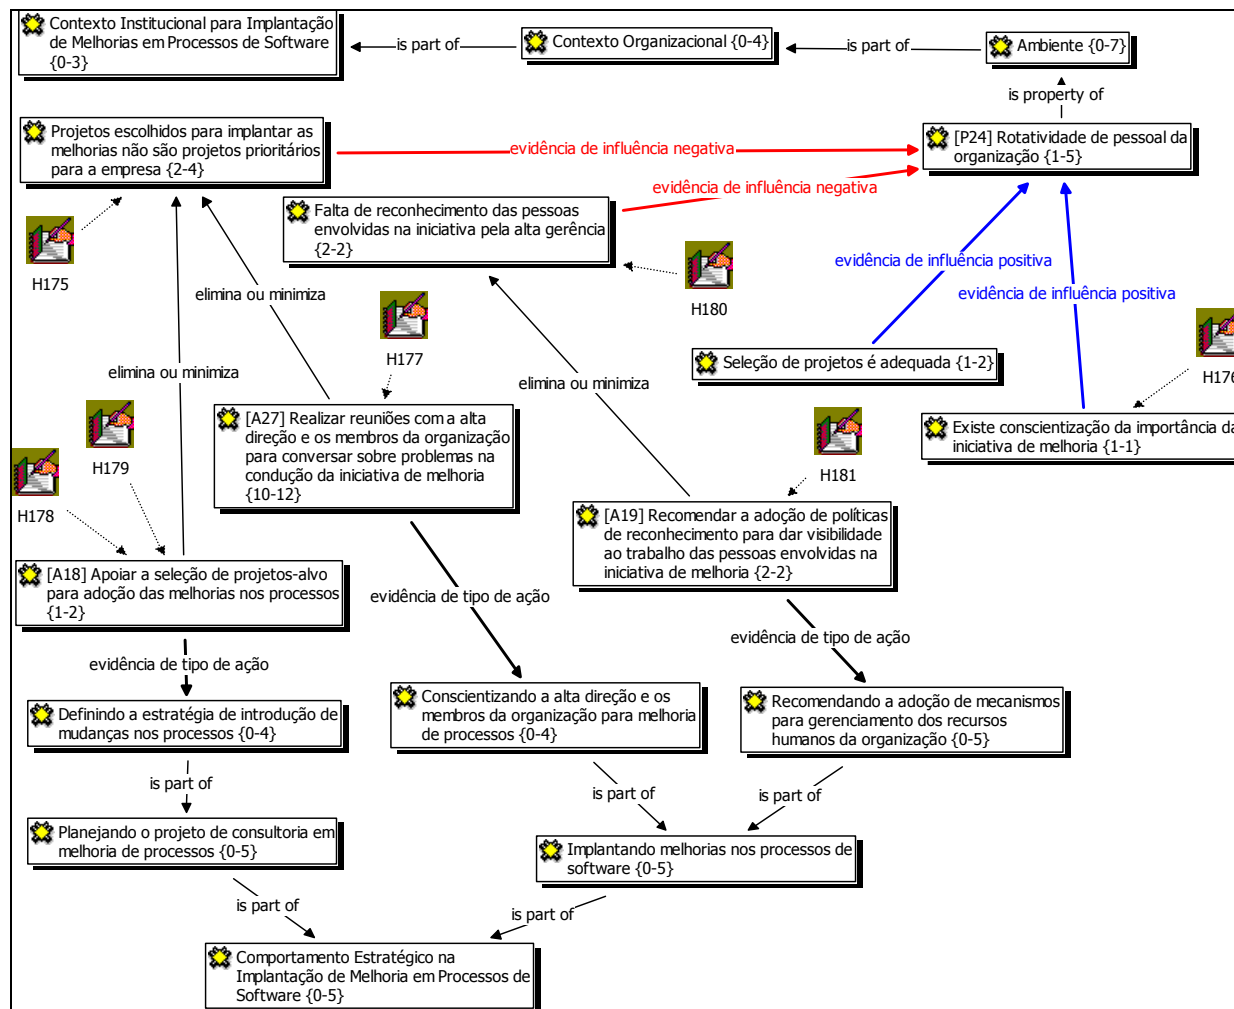 Contexto Institucional para Implantação
de Melhorias em Processos de Software
{0-3}
is part of
Contexto Organizacional {0-4}
is part of
Ambiente {0-7}
is property of
Projetos escolhidos para implantar as
melhorias não são projetos prioritários
para a empresa {2-4}
evidência de influência negativa
[P24] Rotatividade de pessoal da
organização {1-5}
evidência de influência negativa
Falta de reconhecimento das pessoas
envolvidas na iniciativa pela alta gerência
{2-2}
H175
elimina ou minimiza
H180
evidência de influência positiva
evidência de influência positiva
H177
elimina ou minimiza
Seleção de projetos é adequada {1-2}
H176
elimina ou minimiza
[A27] Realizar reuniões com a alta
direção e os membros da organização
para conversar sobre problemas na
condução da iniciativa de melhoria
{10-12}
Existe conscientização da importância da
iniciativa de melhoria {1-1}
H179
H181
H178
[A19] Recomendar a adoção de políticas
de reconhecimento para dar visibilidade
ao trabalho das pessoas envolvidas na
iniciativa de melhoria {2-2}
[A18] Apoiar a seleção de projetos-alvo
para adoção das melhorias nos processos
{1-2}
evidência de tipo de ação
evidência de tipo de ação
evidência de tipo de ação
Definindo a estratégia de introdução de
mudanças nos processos {0-4}
Conscientizando a alta direção e os
membros da organização para melhoria
de processos {0-4}
Recomendando a adoção de mecanismos
para gerenciamento dos recursos
humanos da organização {0-5}
is part of
is part of
is part of
Planejando o projeto de consultoria em
melhoria de processos {0-5}
Implantando melhorias nos processos de
software {0-5}
is part of
is part of
Comportamento Estratégico na
Implantação de Melhoria em Processos de
Software {0-5}